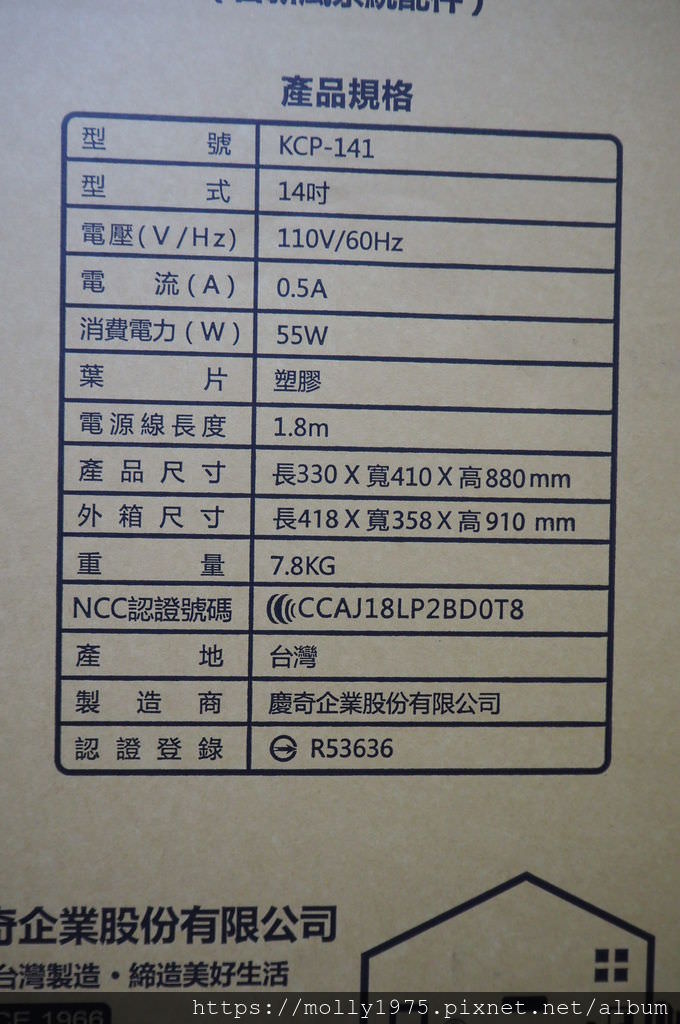 產品規格
型號 KCP-141
型式 14吋
電壓(V/Hz) 110V/60Hz
電流(A) 0.5A
消費電力(W) 55W
葉片 塑膠
電源線長度 1.8m
產品尺寸 長330 X 寬410 X 高880mm
外箱尺寸 長418 X 寬358 X 高910 mm
重量 7.8KG
NCC認證號碼 CCAJ18LP2BD0T8
產地 台灣
製造商 慶奇企業股份有限公司
認證登錄 R53636
奇企業股份有限公司
台灣製造・締造美好生活
CE 1966
https://molly1975.pixnet.net/album